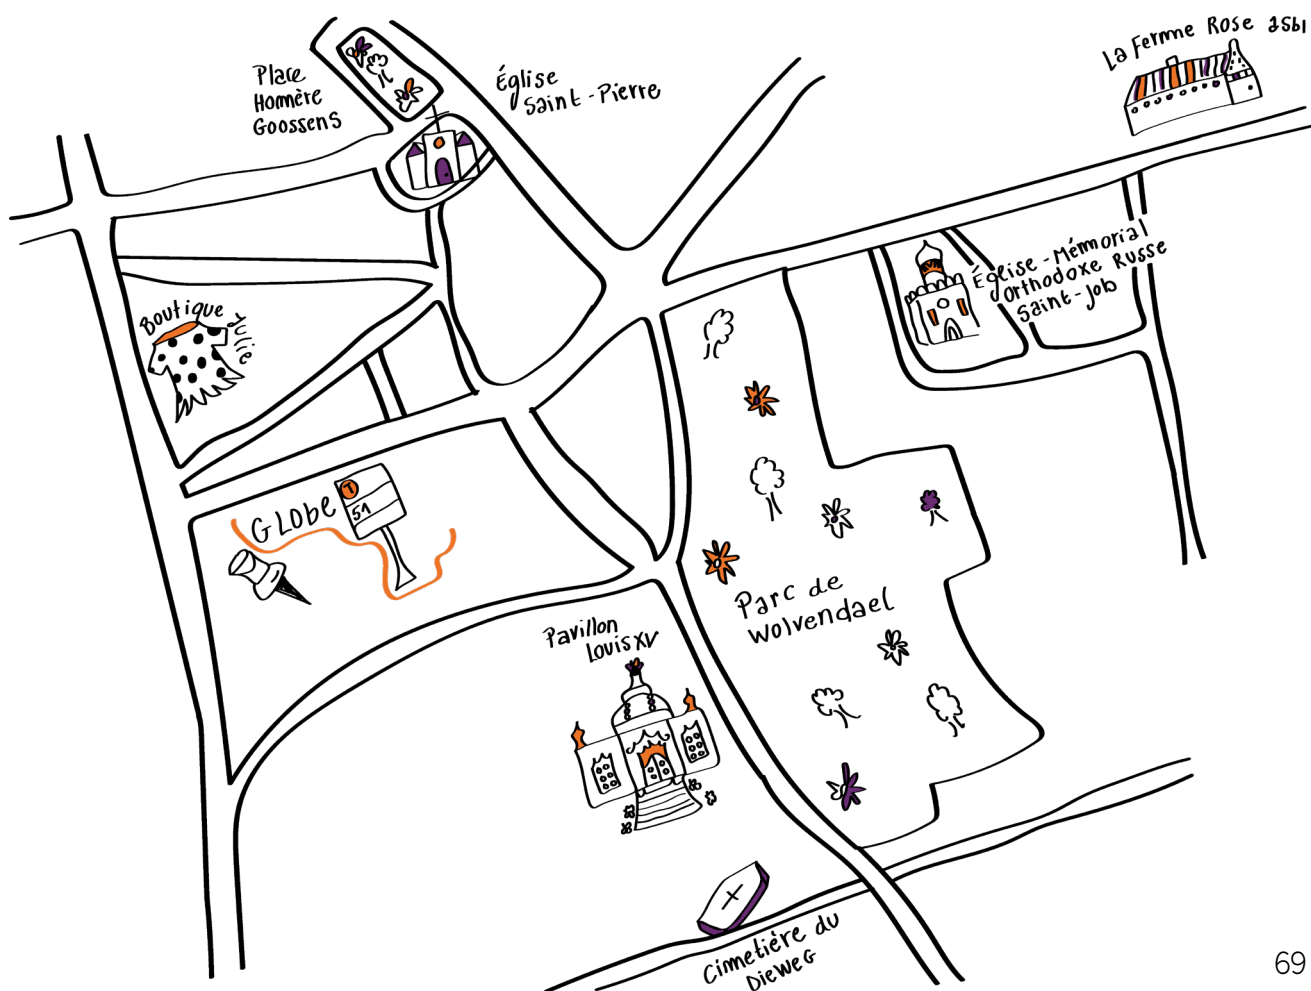 La Ferme Rose asbl
Place
Homère
Goossens
Église
Saint-Pierre
Église-Mémorial
Orthodoxe Russe
Saint-Job
Boutique
Julie
GLObe
T
51
Parc de
Wolvendael
Pavillon
Louis XV
Cimetière du
Dieweg
69